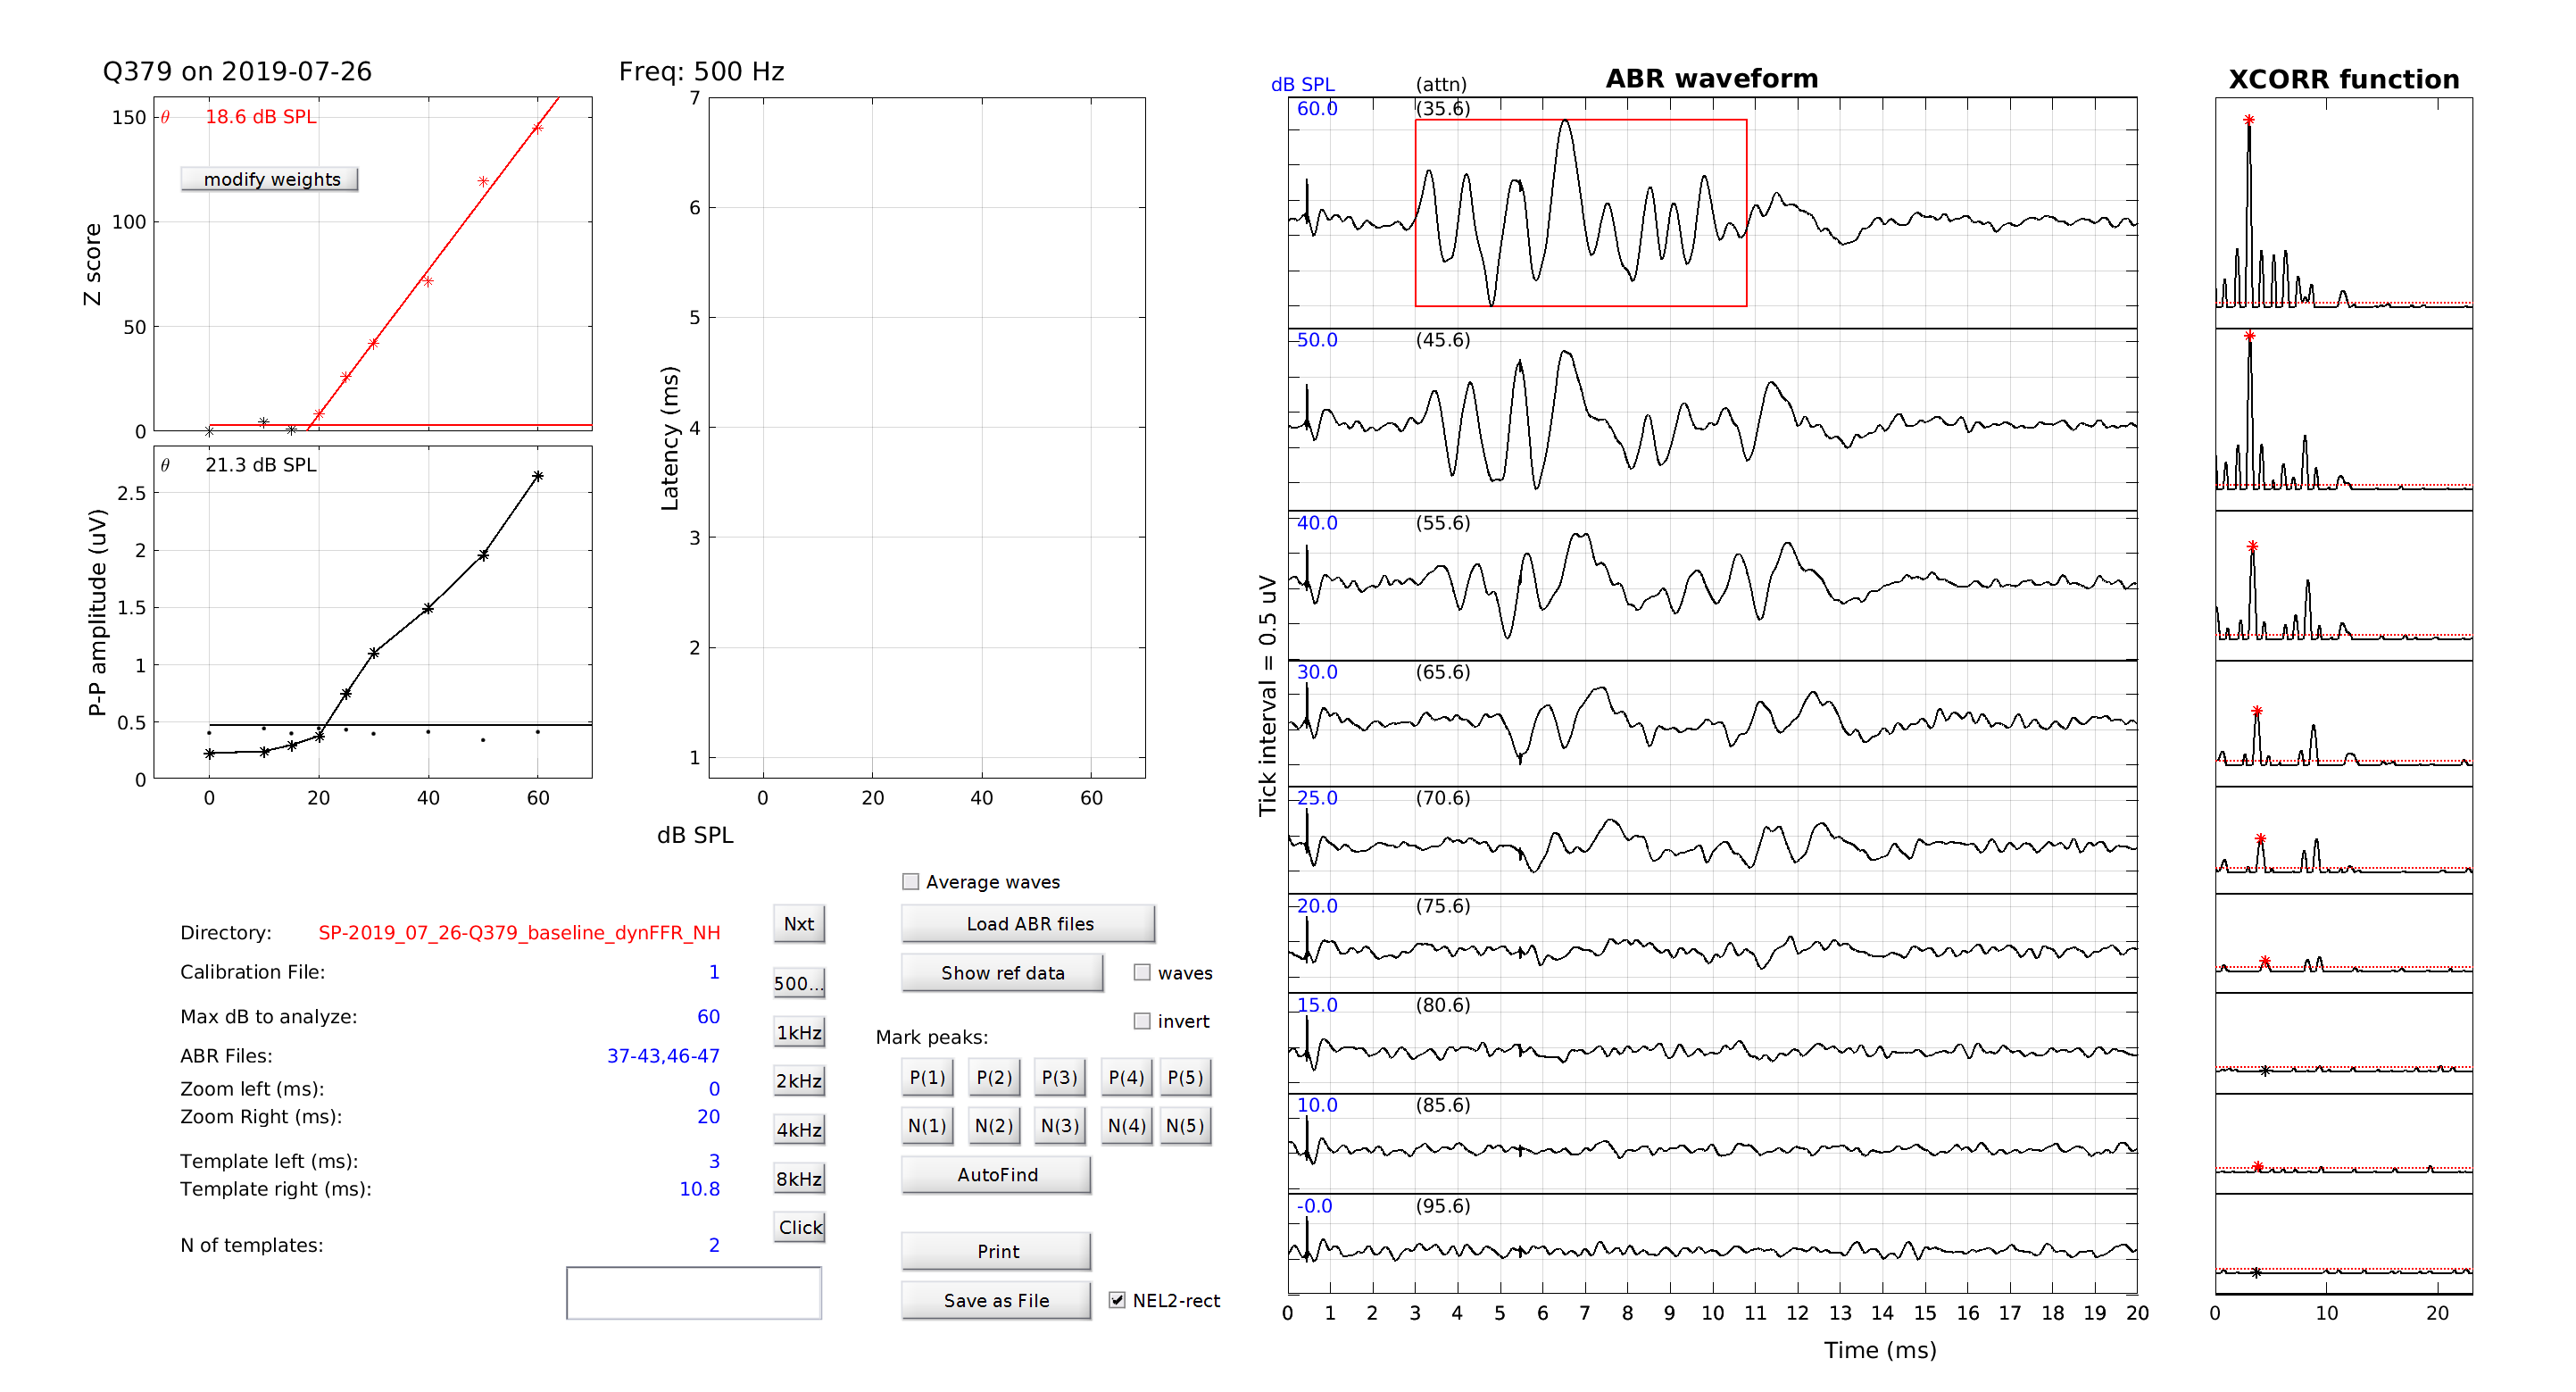 Q379 on 2019-07-26
Freq: 500 Hz
ABR waveform
XCORR function
dB SPL
(attn)
θ 18.6 dB SPL
modify weights
150
100
50
0
Z score
θ 21.3 dB SPL
2.5
2
1.5
1
0.5
0
P-P amplitude (uV)
0 20 40 60
7
6
5
4
3
2
1
Latency (ms)
0 20 40 60
dB SPL
60.0 (35.6)
50.0 (45.6)
40.0 (55.6)
30.0 (65.6)
25.0 (70.6)
20.0 (75.6)
15.0 (80.6)
10.0 (85.6)
-0.0 (95.6)
Tick interval = 0.5 uV
0 1 2 3 4 5 6 7 8 9 10 11 12 13 14 15 16 17 18 19 20
Time (ms)
0 10 20
Directory: SP-2019_07_26-Q379_baseline_dynFFR_NH
Calibration File: 1
Max dB to analyze: 60
ABR Files: 37-43,46-47
Zoom left (ms): 0
Zoom Right (ms): 20
Template left (ms): 3
Template right (ms): 10.8
N of templates: 2
Nxt
500...
1kHz
2kHz
4kHz
8kHz
Click
Average waves
Load ABR files
Show ref data
waves
invert
Mark peaks:
P(1) P(2) P(3) P(4) P(5)
N(1) N(2) N(3) N(4) N(5)
AutoFind
Print
Save as File
NEL2-rect